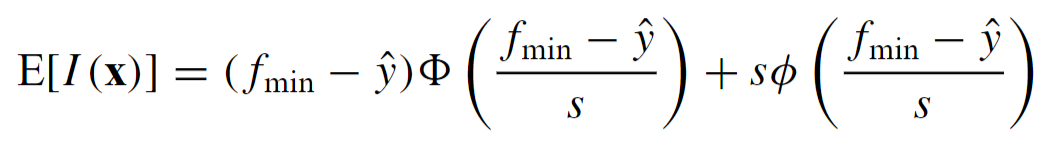 E[I(𝐱)] = (f_min − ŷ)Φ((f_min − ŷ)/s) + sϕ((f_min − ŷ)/s)